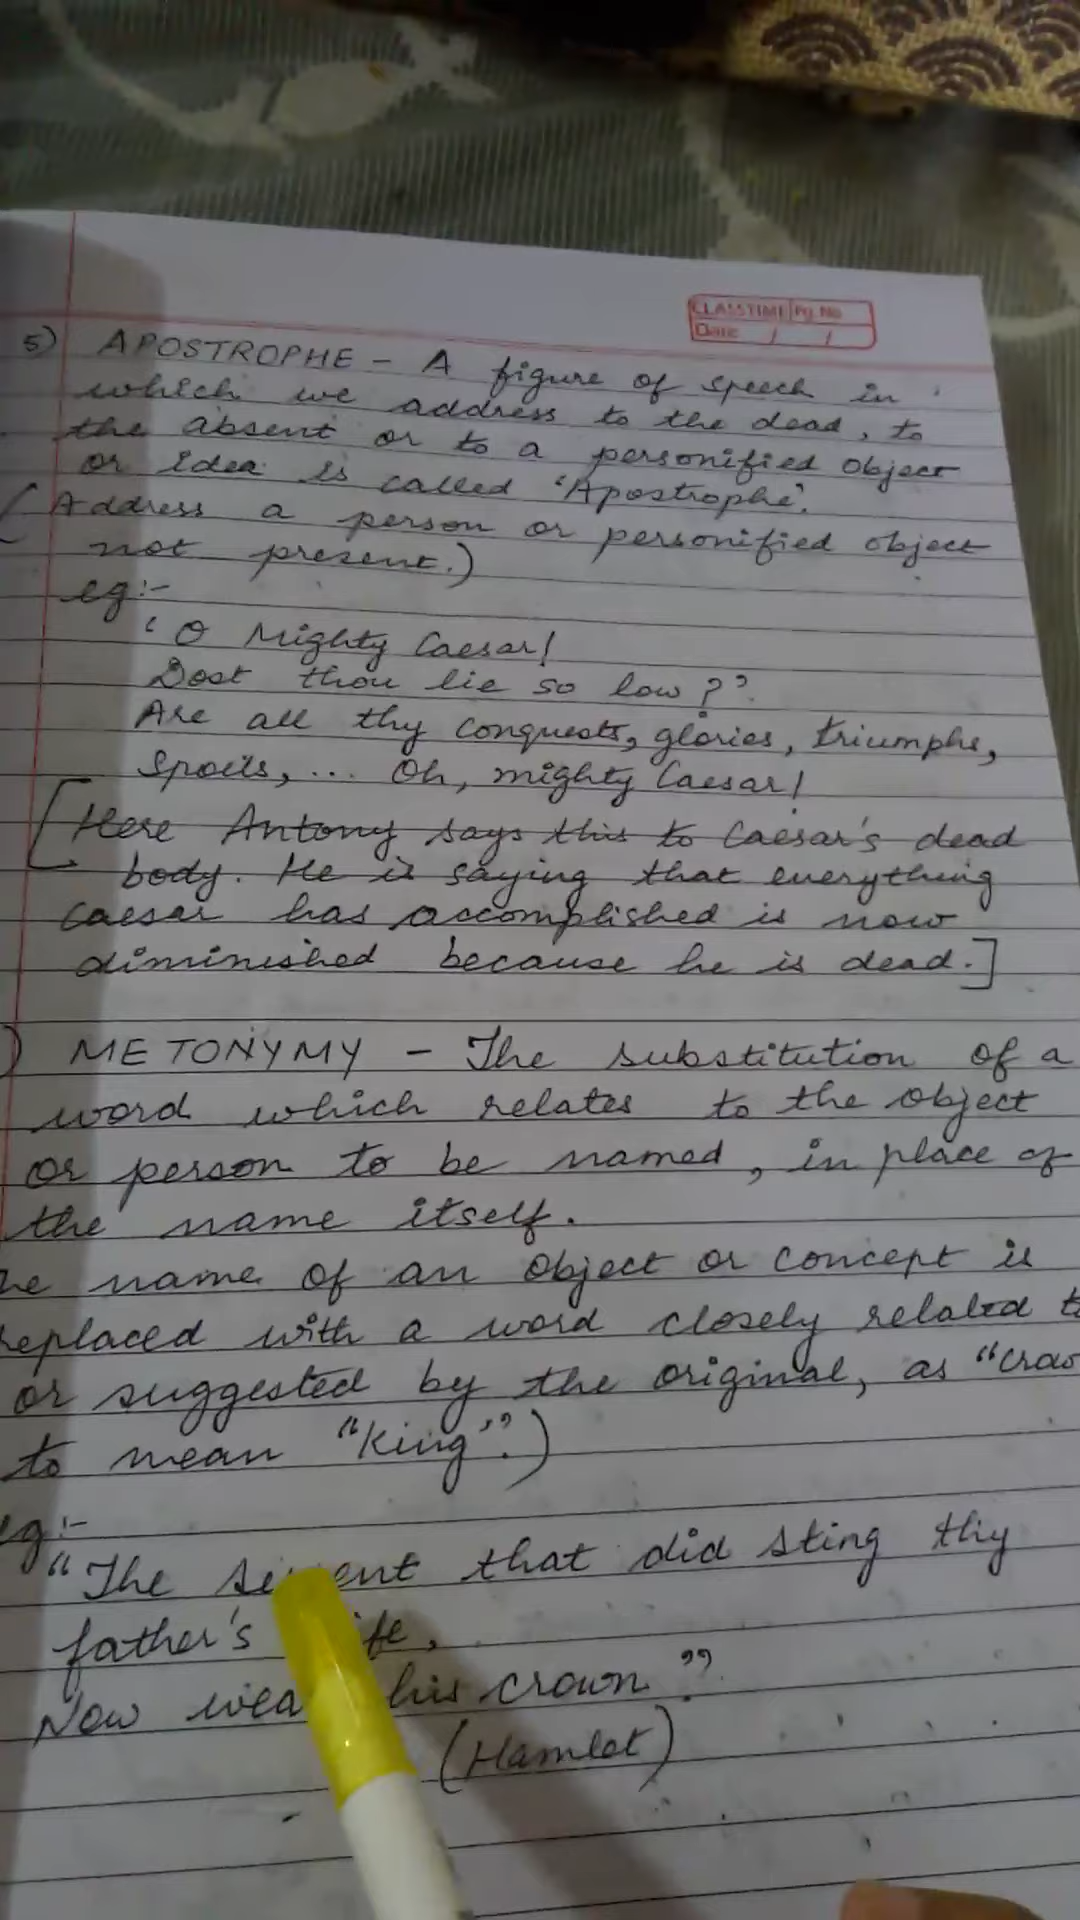 CLASSTIME Pg. No.
Date / /
5) APOSTROPHE - A figure of speech in
which we address to the dead, to
the absent or to a personified object
or idea is called 'Apostrophe'.
(Address a person or personified object
not present.)
eg:-
'O Mighty Caesar!
Dost thou lie so low?'
Are all thy conquests, glories, triumphs,
Spoils, ... Oh, mighty Caesar!
[Here Antony says this to Caesar's dead
body. He is saying that everything
Caesar has accomplished is now
diminished because he is dead.]
) METONYMY - The substitution of a
word which relates to the object
or person to be named, in place of
the name itself.
name of an object or concept is
replaced with a word closely related
or suggested by the original, as
to mean "King".)
eg:-
"The that did sting thy
father's
Now his crown"
(Hamlet)